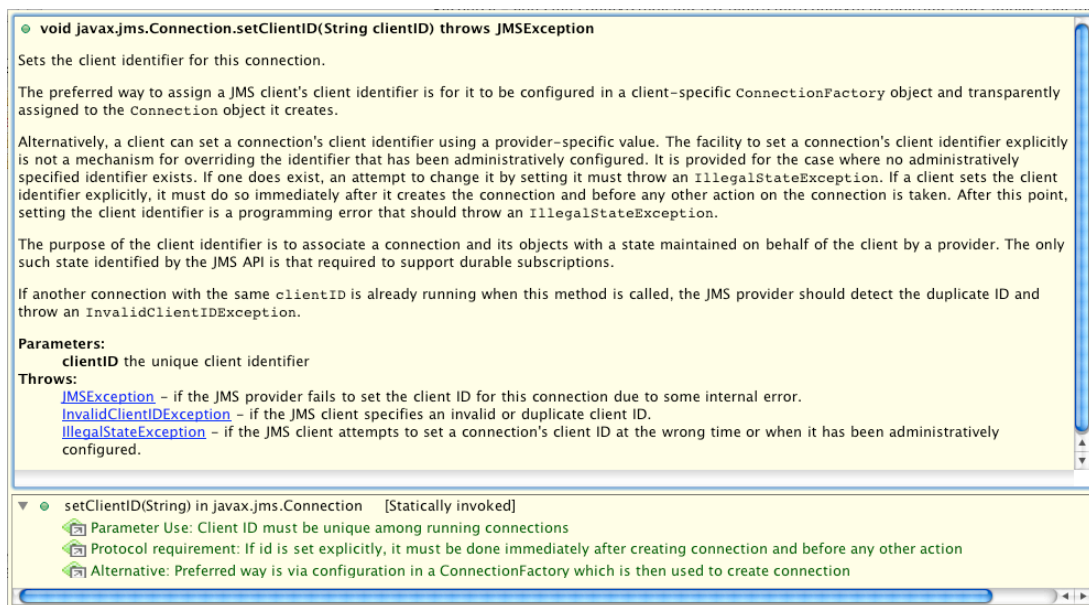 void javax.jms.Connection.setClientID(String clientID) throws JMSException
Sets the client identifier for this connection.
The preferred way to assign a JMS client's client identifier is for it to be configured in a client-specific ConnectionFactory object and transparently
assigned to the Connection object it creates.
Alternatively, a client can set a connection's client identifier using a provider-specific value. The facility to set a connection's client identifier explicitly
is not a mechanism for overriding the identifier that has been administratively configured. It is provided for the case where no administratively
specified identifier exists. If one does exist, an attempt to change it by setting it must throw an IllegalStateException. If a client sets the client
identifier explicitly, it must do so immediately after it creates the connection and before any other action on the connection is taken. After this point,
setting the client identifier is a programming error that should throw an IllegalStateException.
The purpose of the client identifier is to associate a connection and its objects with a state maintained on behalf of the client by a provider. The only
such state identified by the JMS API is that required to support durable subscriptions.
If another connection with the same clientID is already running when this method is called, the JMS provider should detect the duplicate ID and
throw an InvalidClientIDException.
Parameters:
clientID the unique client identifier
Throws:
JMSException - if the JMS provider fails to set the client ID for this connection due to some internal error.
InvalidClientIDException - if the JMS client specifies an invalid or duplicate client ID.
IllegalStateException - if the JMS client attempts to set a connection's client ID at the wrong time or when it has been administratively
configured.
setClientID(String) in javax.jms.Connection [Statically invoked]
Parameter Use: Client ID must be unique among running connections
Protocol requirement: If id is set explicitly, it must be done immediately after creating connection and before any other action
Alternative: Preferred way is via configuration in a ConnectionFactory which is then used to create connection